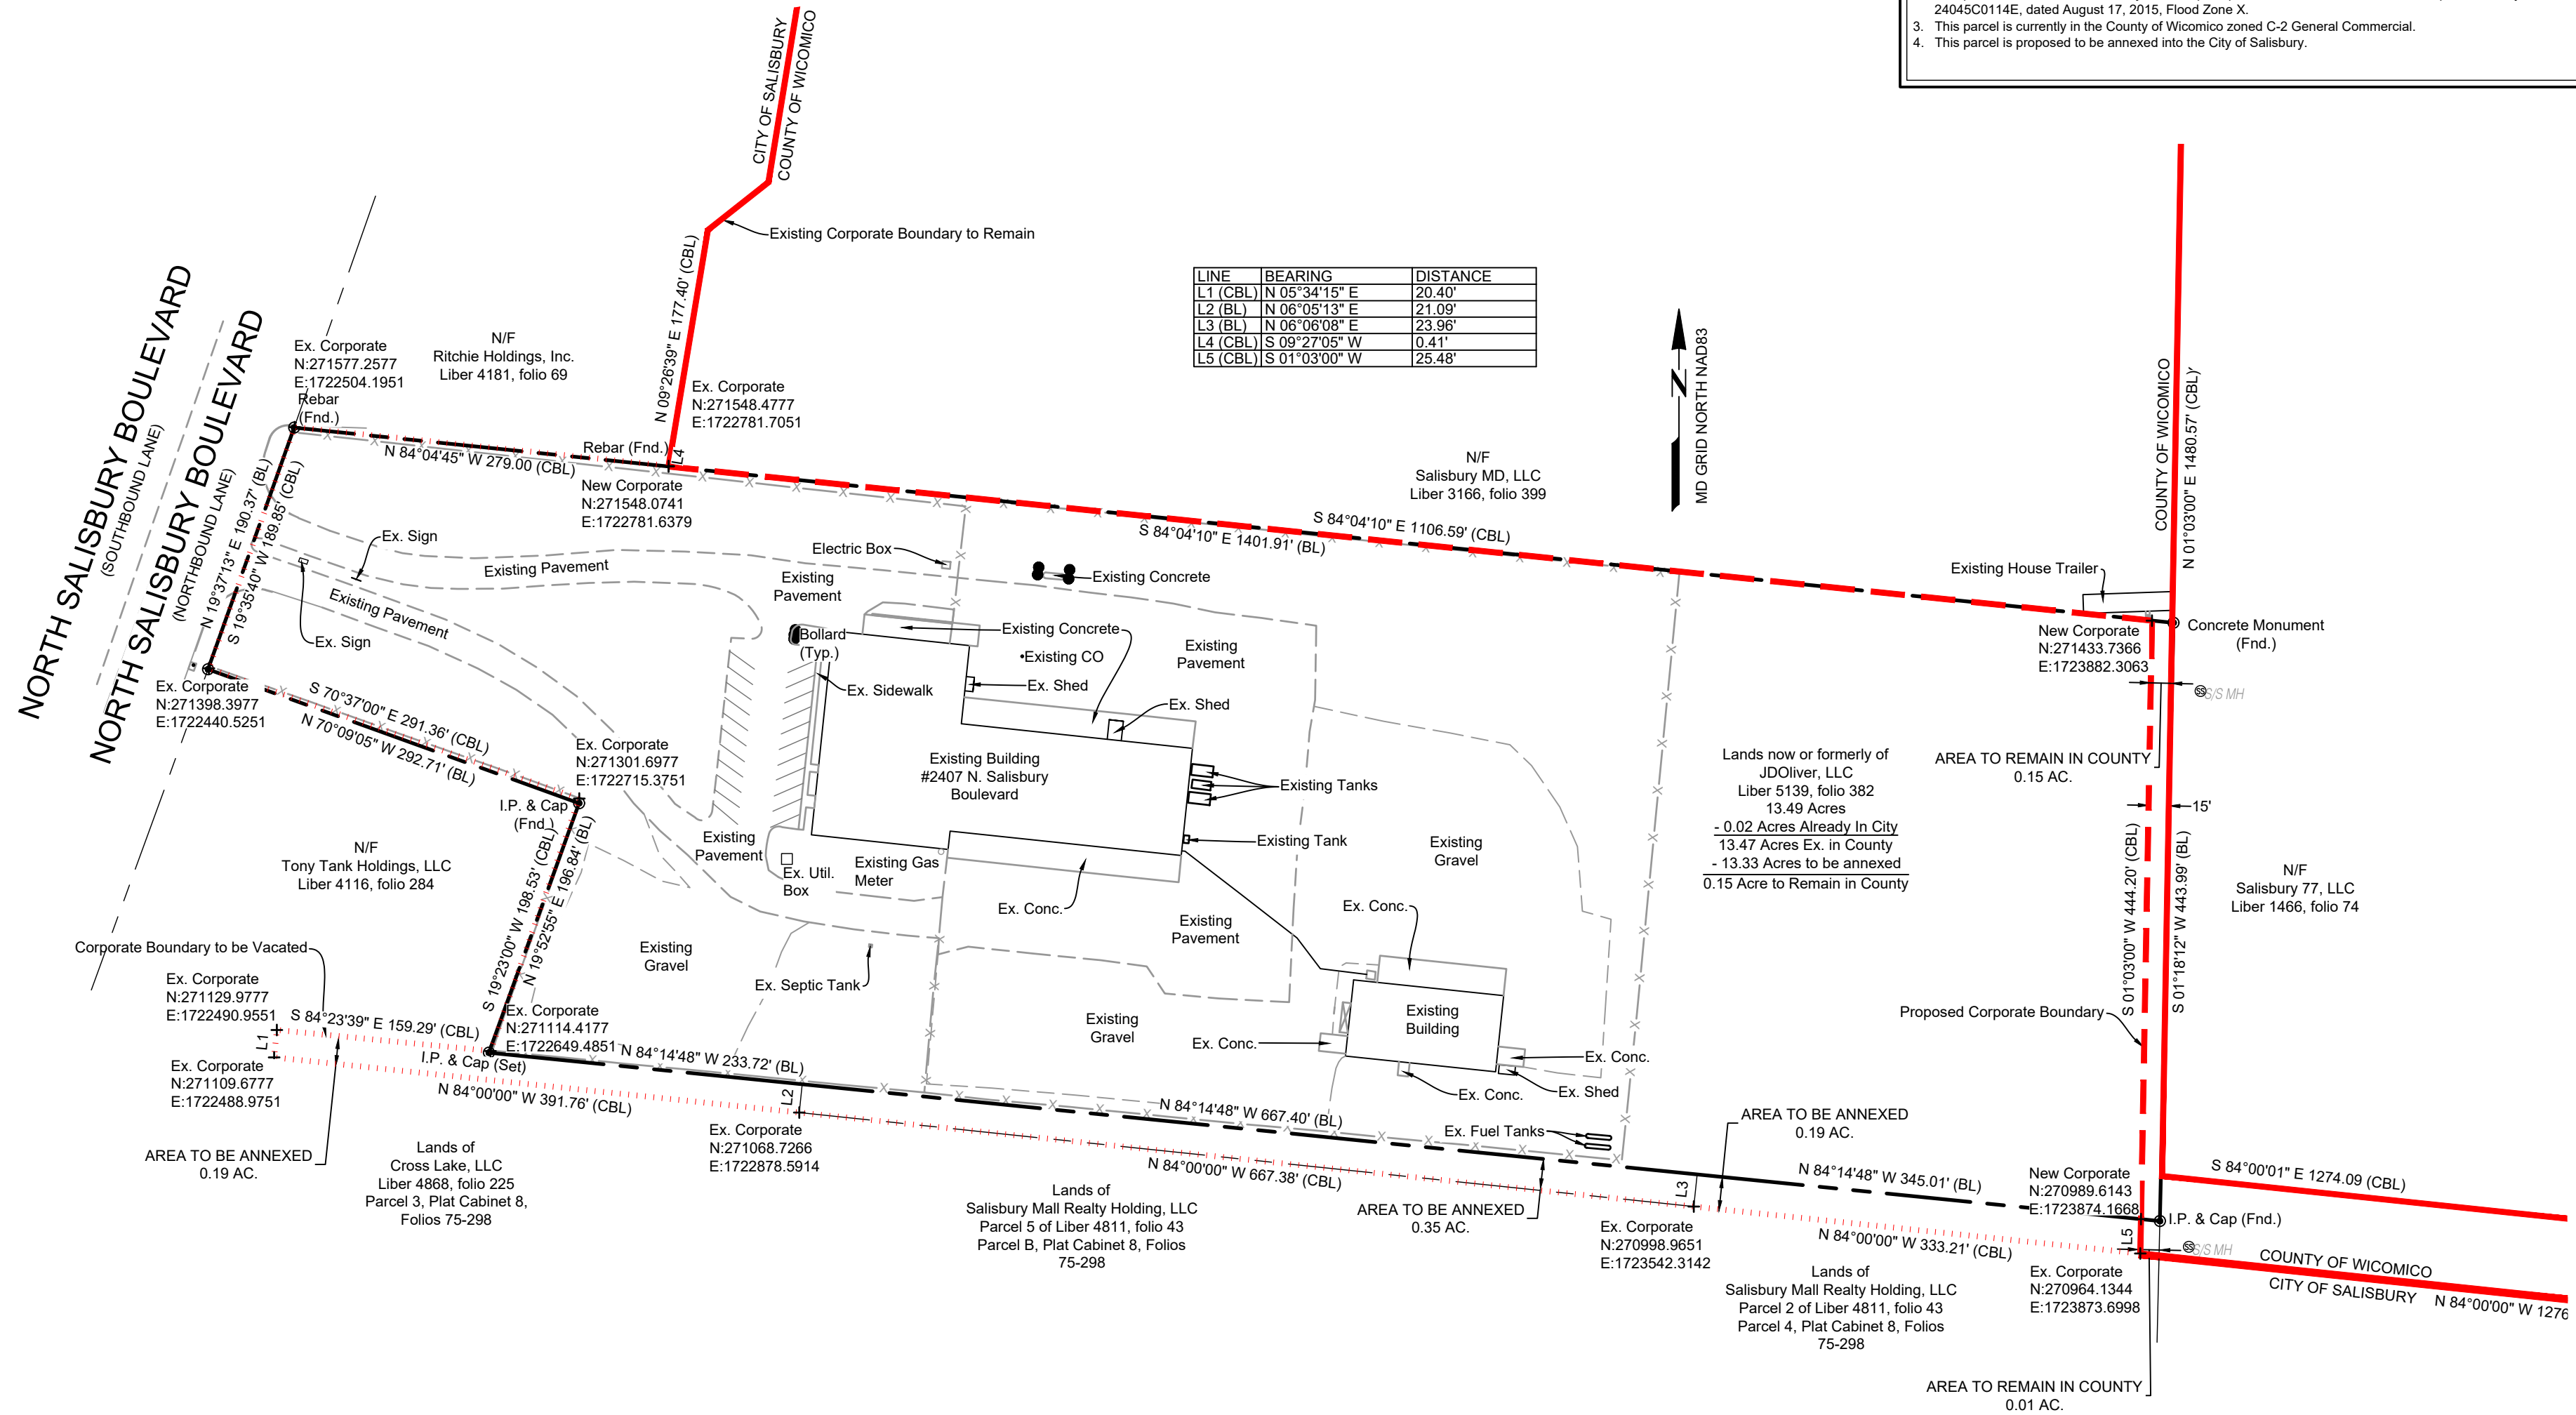 24045C0114E, dated August 17, 2015, Flood Zone X.
3. This parcel is currently in the County of Wicomico zoned C-2 General Commercial.
4. This parcel is proposed to be annexed into the City of Salisbury.
CITY OF SALISBURY
COUNTY OF WICOMICO
Existing Corporate Boundary to Remain
N 09°26'39" E 177.40' (CBL)
LINE BEARING DISTANCE
L1 (CBL) N 05°34'15" E 20.40'
L2 (BL) N 06°05'13" E 21.09'
L3 (BL) N 06°06'08" E 23.96'
L4 (CBL) S 09°27'05" W 0.41'
L5 (CBL) S 01°03'00" W 25.48'
N
MD GRID NORTH NAD83
NORTH SALISBURY BOULEVARD
(SOUTHBOUND LANE)
NORTH SALISBURY BOULEVARD
(NORTHBOUND LANE)
Ex. Corporate
N:271577.2577
E:1722504.1951
Rebar
(Fnd.)
N/F
Ritchie Holdings, Inc.
Liber 4181, folio 69
Ex. Corporate
N:271548.4777
E:1722781.7051
Rebar (Fnd.)
L4
N 84°04'45" W 279.00 (CBL)
New Corporate
N:271548.0741
E:1722781.6379
N/F
Salisbury MD, LLC
Liber 3166, folio 399
S 84°04'10" E 1106.59' (CBL)
S 84°04'10" E 1401.91' (BL)
COUNTY OF WICOMICO
N 01°03'00" E 1480.57' (CBL)
N 19°37'13" E 190.37' (BL)
S 19°35'40" W 189.85' (CBL)
Ex. Sign
Existing Pavement
Existing Pavement
Ex. Sign
Electric Box
Existing
Pavement
Existing Concrete
Existing Concrete
Bollard
(Typ.)
Existing CO
Existing
Pavement
Ex. Sidewalk
Ex. Shed
Ex. Shed
Existing House Trailer
New Corporate
N:271433.7366
E:1723882.3063
Concrete Monument
(Fnd.)
S/S MH
Ex. Corporate
N:271398.3977
E:1722440.5251
S 70°37'00" E 291.36' (CBL)
N 70°09'05" W 292.71' (BL)
Ex. Corporate
N:271301.6977
E:1722715.3751
I.P. & Cap
(Fnd.)
Existing Building
#2407 N. Salisbury
Boulevard
Existing Tanks
Existing Tank
Lands now or formerly of
JDOliver, LLC
Liber 5139, folio 382
13.49 Acres
- 0.02 Acres Already In City
13.47 Acres Ex. in County
- 13.33 Acres to be annexed
0.15 Acre to Remain in County
AREA TO REMAIN IN COUNTY
0.15 AC.
15'
N/F
Tony Tank Holdings, LLC
Liber 4116, folio 284
S 19°23'00" W 198.53' (CBL)
N 19°52'55" E 196.84' (BL)
Existing
Pavement
Ex. Util.
Box
Existing Gas
Meter
Ex. Conc.
Existing
Gravel
Ex. Conc.
Existing
Pavement
S 01°03'00" W 444.20' (CBL)
S 01°18'12" W 443.99' (BL)
N/F
Salisbury 77, LLC
Liber 1466, folio 74
Corporate Boundary to be Vacated
Existing
Gravel
Ex. Septic Tank
Ex. Corporate
N:271129.9777
E:1722490.9551
S 84°23'39" E 159.29' (CBL)
L1
Ex. Corporate
N:271114.4177
E:1722649.4851
I.P. & Cap (Set)
N 84°14'48" W 233.72' (BL)
Existing
Gravel
Existing
Building
Ex. Conc.
Ex. Conc.
Ex. Conc.
Ex. Shed
Proposed Corporate Boundary
Ex. Corporate
N:271109.6777
E:1722488.9751
N 84°00'00" W 391.76' (CBL)
L2
N 84°14'48" W 667.40' (BL)
Ex. Fuel Tanks
AREA TO BE ANNEXED
0.19 AC.
AREA TO BE ANNEXED
0.19 AC.
Lands of
Cross Lake, LLC
Liber 4868, folio 225
Parcel 3, Plat Cabinet 8,
Folios 75-298
Ex. Corporate
N:271068.7266
E:1722878.5914
N 84°00'00" W 667.38' (CBL)
Lands of
Salisbury Mall Realty Holding, LLC
Parcel 5 of Liber 4811, folio 43
Parcel B, Plat Cabinet 8, Folios
75-298
AREA TO BE ANNEXED
0.35 AC.
L3
N 84°14'48" W 345.01' (BL)
New Corporate
N:270989.6143
E:1723874.1668
S 84°00'01" E 1274.09 (CBL)
I.P. & Cap (Fnd.)
L5
S/S MH
Ex. Corporate
N:270998.9651
E:1723542.3142
N 84°00'00" W 333.21' (CBL)
Lands of
Salisbury Mall Realty Holding, LLC
Parcel 2 of Liber 4811, folio 43
Parcel 4, Plat Cabinet 8, Folios
75-298
Ex. Corporate
N:270964.1344
E:1723873.6998
COUNTY OF WICOMICO
CITY OF SALISBURY
N 84°00'00" W 1276
AREA TO REMAIN IN COUNTY
0.01 AC.